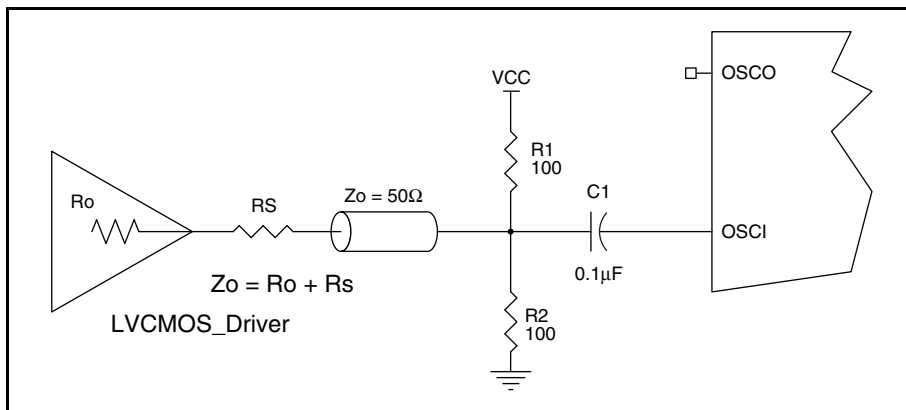 VCC
OSCO
R1
100
Ro
RS
Zo = 50Ω
C1
OSCI
0.1μF
Zo = Ro + Rs
LVCMOS_Driver
R2
100